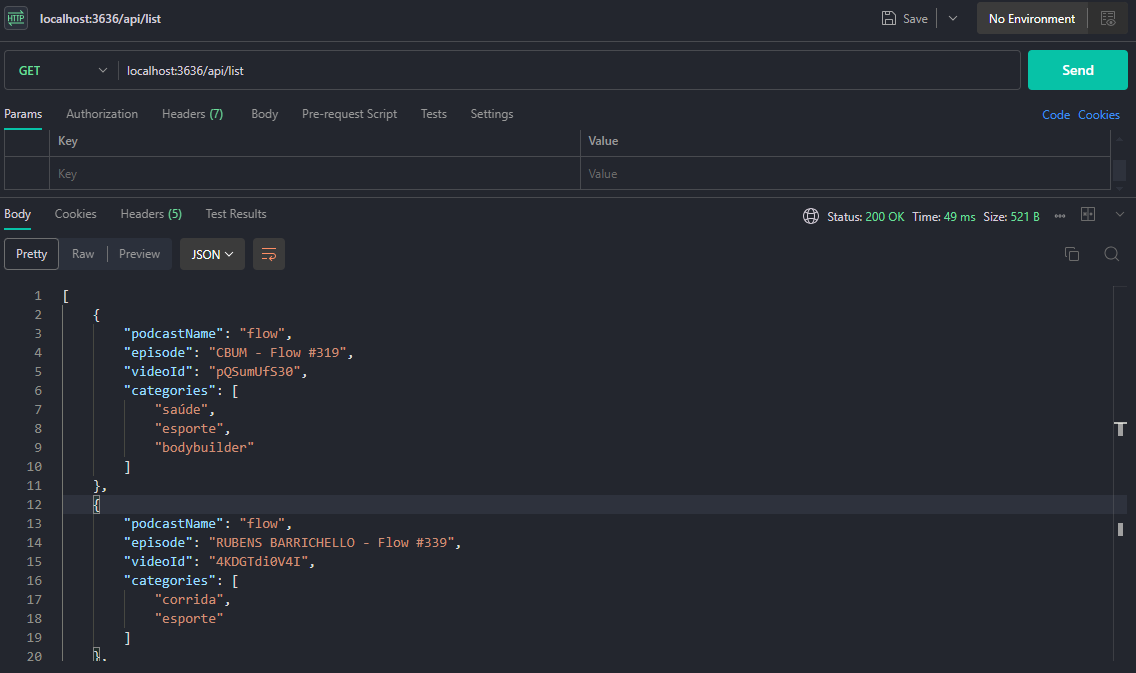 HTTP localhost:3636/api/list Save No Environment
GET localhost:3636/api/list Send
Params Authorization Headers (7) Body Pre-request Script Tests Settings Code Cookies
Key Value
Key Value
Body Cookies Headers (5) Test Results Status: 200 OK Time: 49 ms Size: 521 B
Pretty Raw Preview JSON
1 [
2 {
3 "podcastName": "flow",
4 "episode": "CBUM - Flow #319",
5 "videoId": "pQSumUfS30",
6 "categories": [
7 "saúde",
8 "esporte",
9 "bodybuilder"
10 ]
11 },
12 {
13 "podcastName": "flow",
14 "episode": "RUBENS BARRICHELLO - Flow #339",
15 "videoId": "4KDGTdi0V4I",
16 "categories": [
17 "corrida",
18 "esporte"
19 ]
20 },